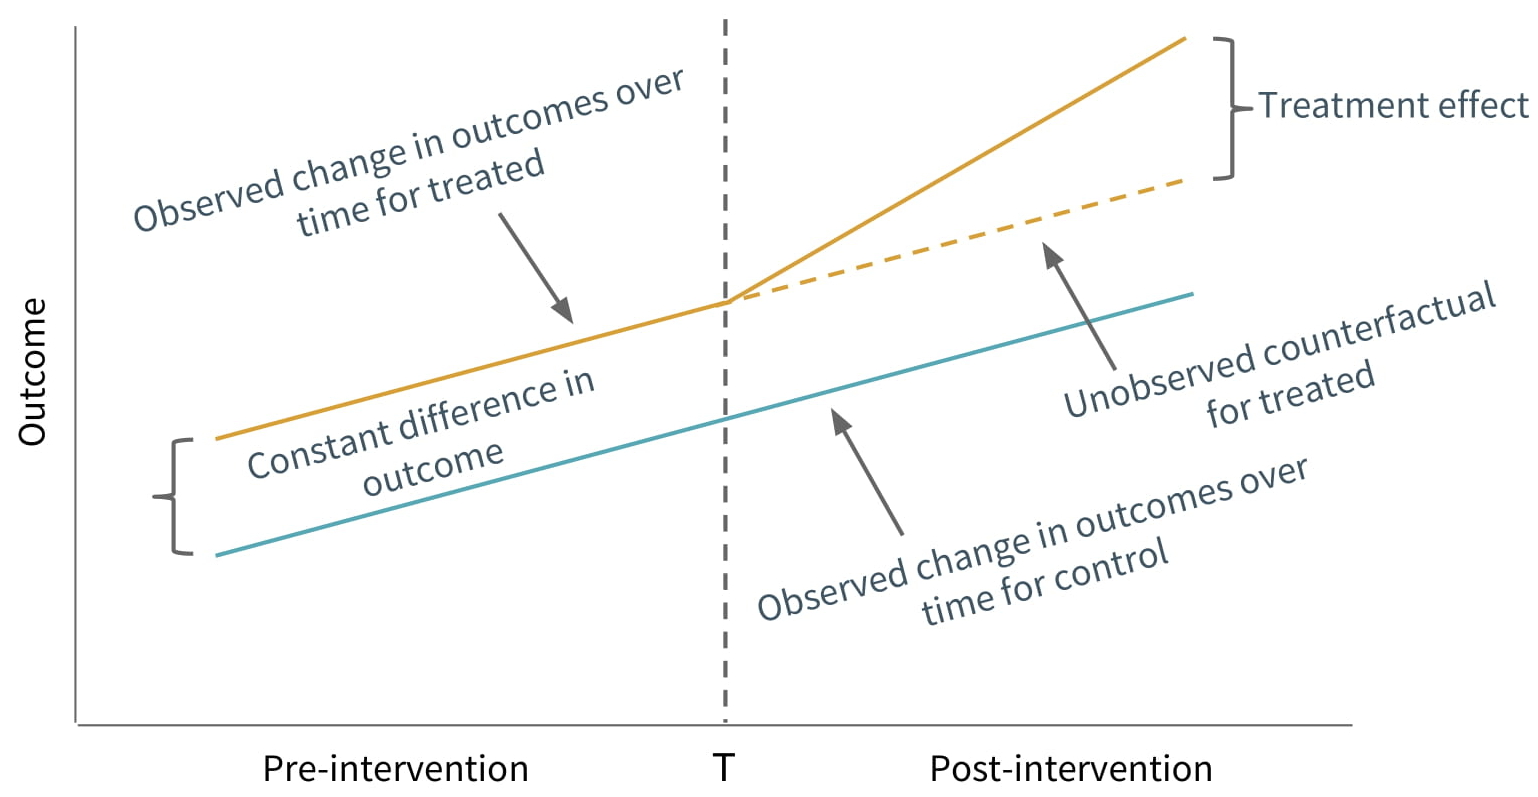 Observed change in outcomes over
time for treated
Treatment effect
Outcome
Constant difference in
outcome
Unobserved counterfactual
for treated
Observed change in outcomes over
time for control
Pre-intervention
T
Post-intervention